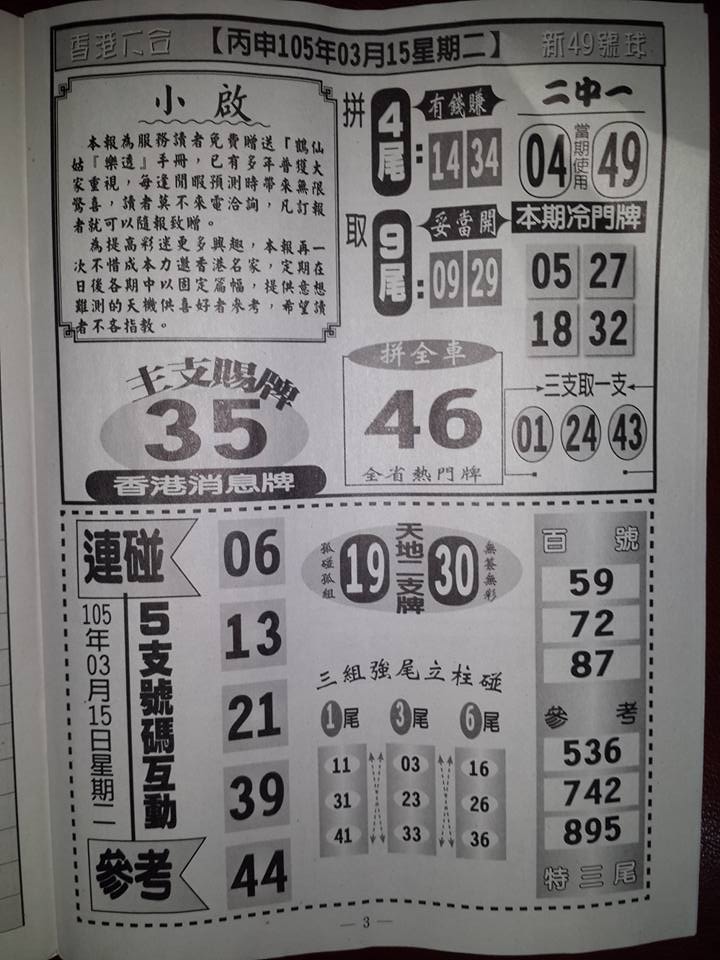 香港六合
【丙申105年03月15星期二】
新49號球
小啟
本報為服務讀者免費贈送『鶴仙
姑『樂透』手冊，已有多年普獲大
家重視，每逢閒暇預測時帶來無限
驚喜，讀者莫不來電洽詢，凡訂報
者就可以隨報致贈。
為提高彩迷更多興趣，本報再一
次不惜成本力邀香港名家，定期在
日後各期中以固定篇幅，提供意想
難測的天機供喜好者來考，希望讀
者不吝指教。
拼
4尾：
有錢賺
14 34
取
9尾：
妥當開
09 29
二中一
04
當期使用
49
本期冷門牌
05 27
18 32
主支賜牌
35
香港消息牌
拼全車
46
全省熱門牌
三支取一支
01 24 43
連碰
105年03月15日星期二
5支號碼互動
參考
06
13
21
39
44
孤碰孤組
19
天地二支牌
30
無簽無彩
三組強尾立柱碰
1尾 3尾 6尾
11 03 16
31 23 26
41 33 36
百號
59
72
87
參考
536
742
895
特三尾
— 3 —